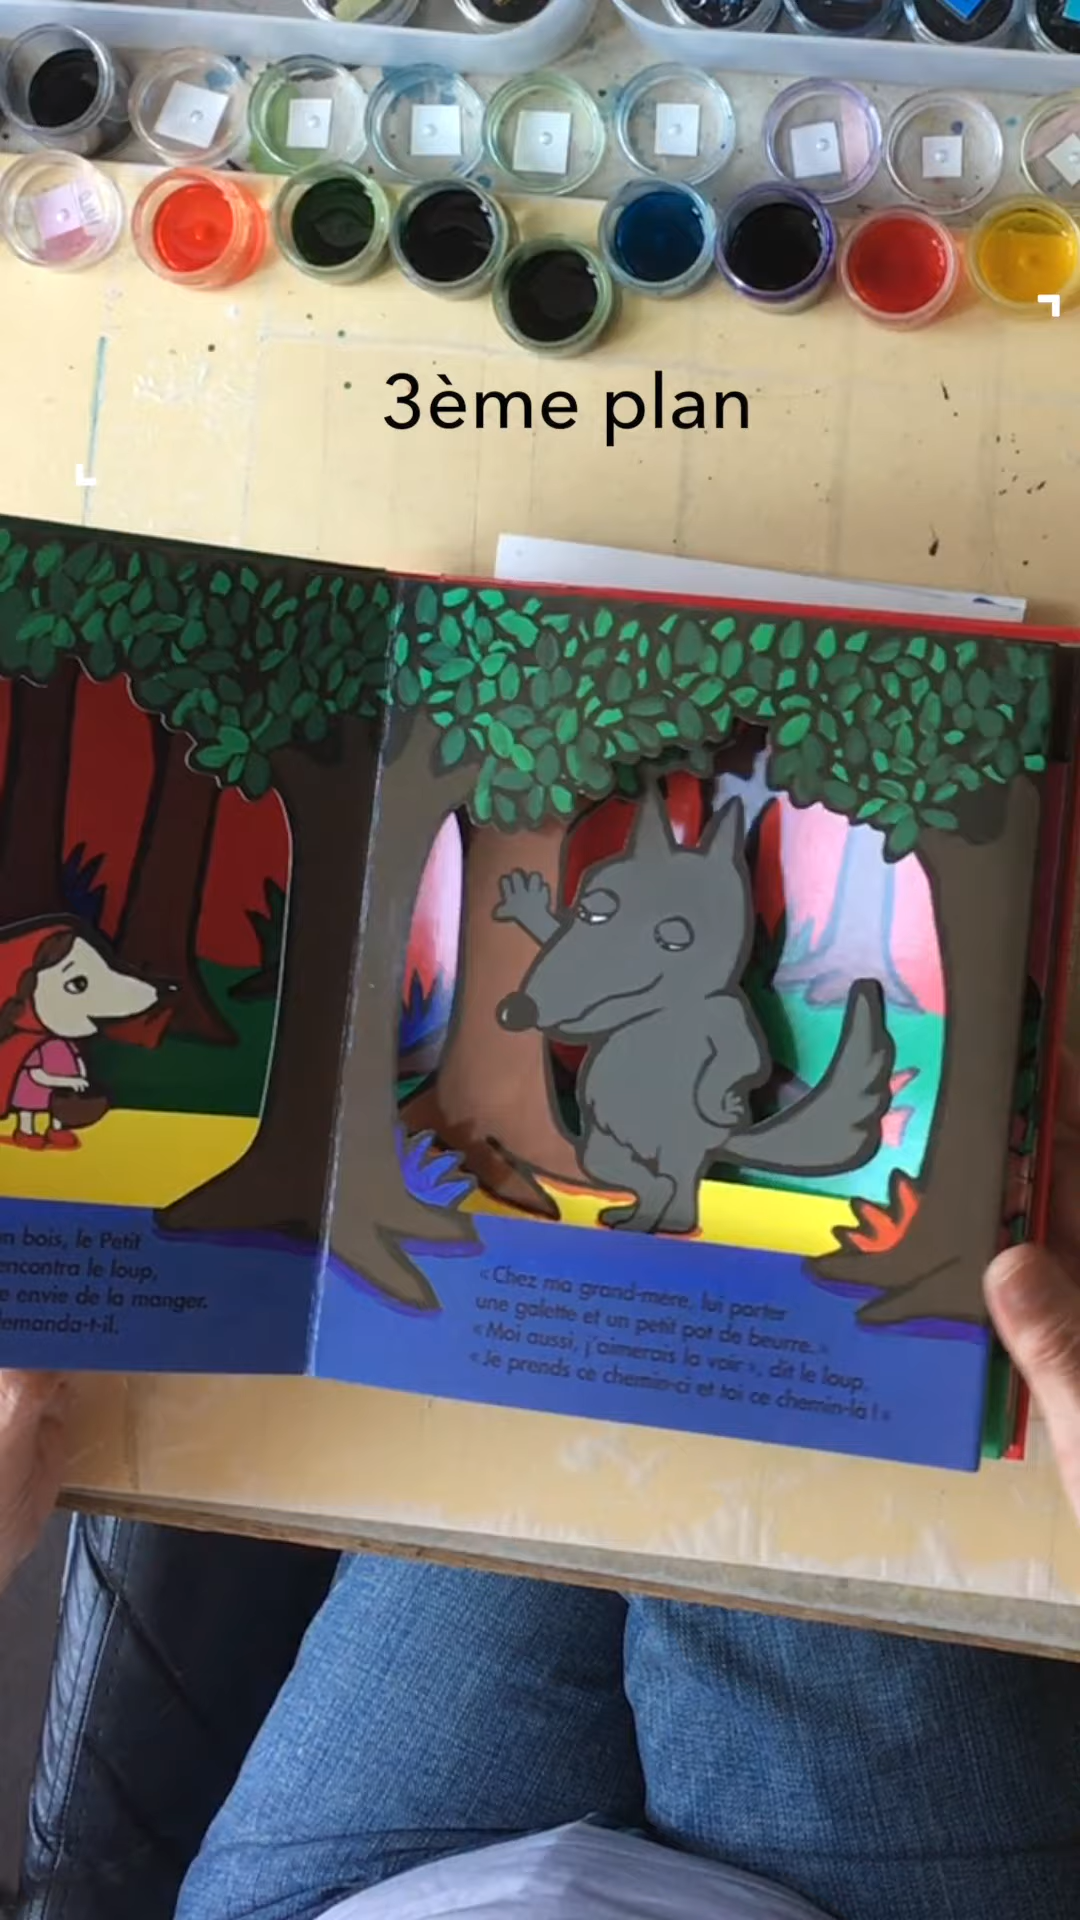 3ème plan
n bois, le Petit
encontra le loup,
e envie de la manger.
demanda-t-il.
« Chez ma grand-mère, lui porter
une galette et un petit pot de beurre. »
« Moi aussi, j'aimerais la voir », dit le loup.
« Je prends ce chemin-ci et toi ce chemin-là ! »